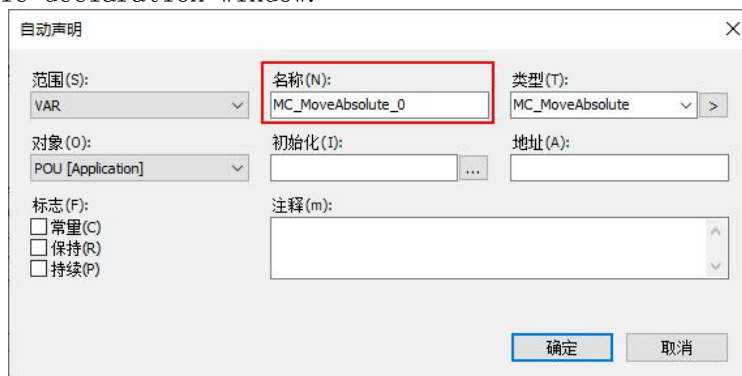 自动声明
范围(S):
名称(N):
类型(T):
VAR
MC_MoveAbsolute_0
MC_MoveAbsolute
>
对象(O):
初始化(I):
地址(A):
POU [Application]
...
标志(F):
注释(m):
常量(C)
保持(R)
持续(P)
确定
取消